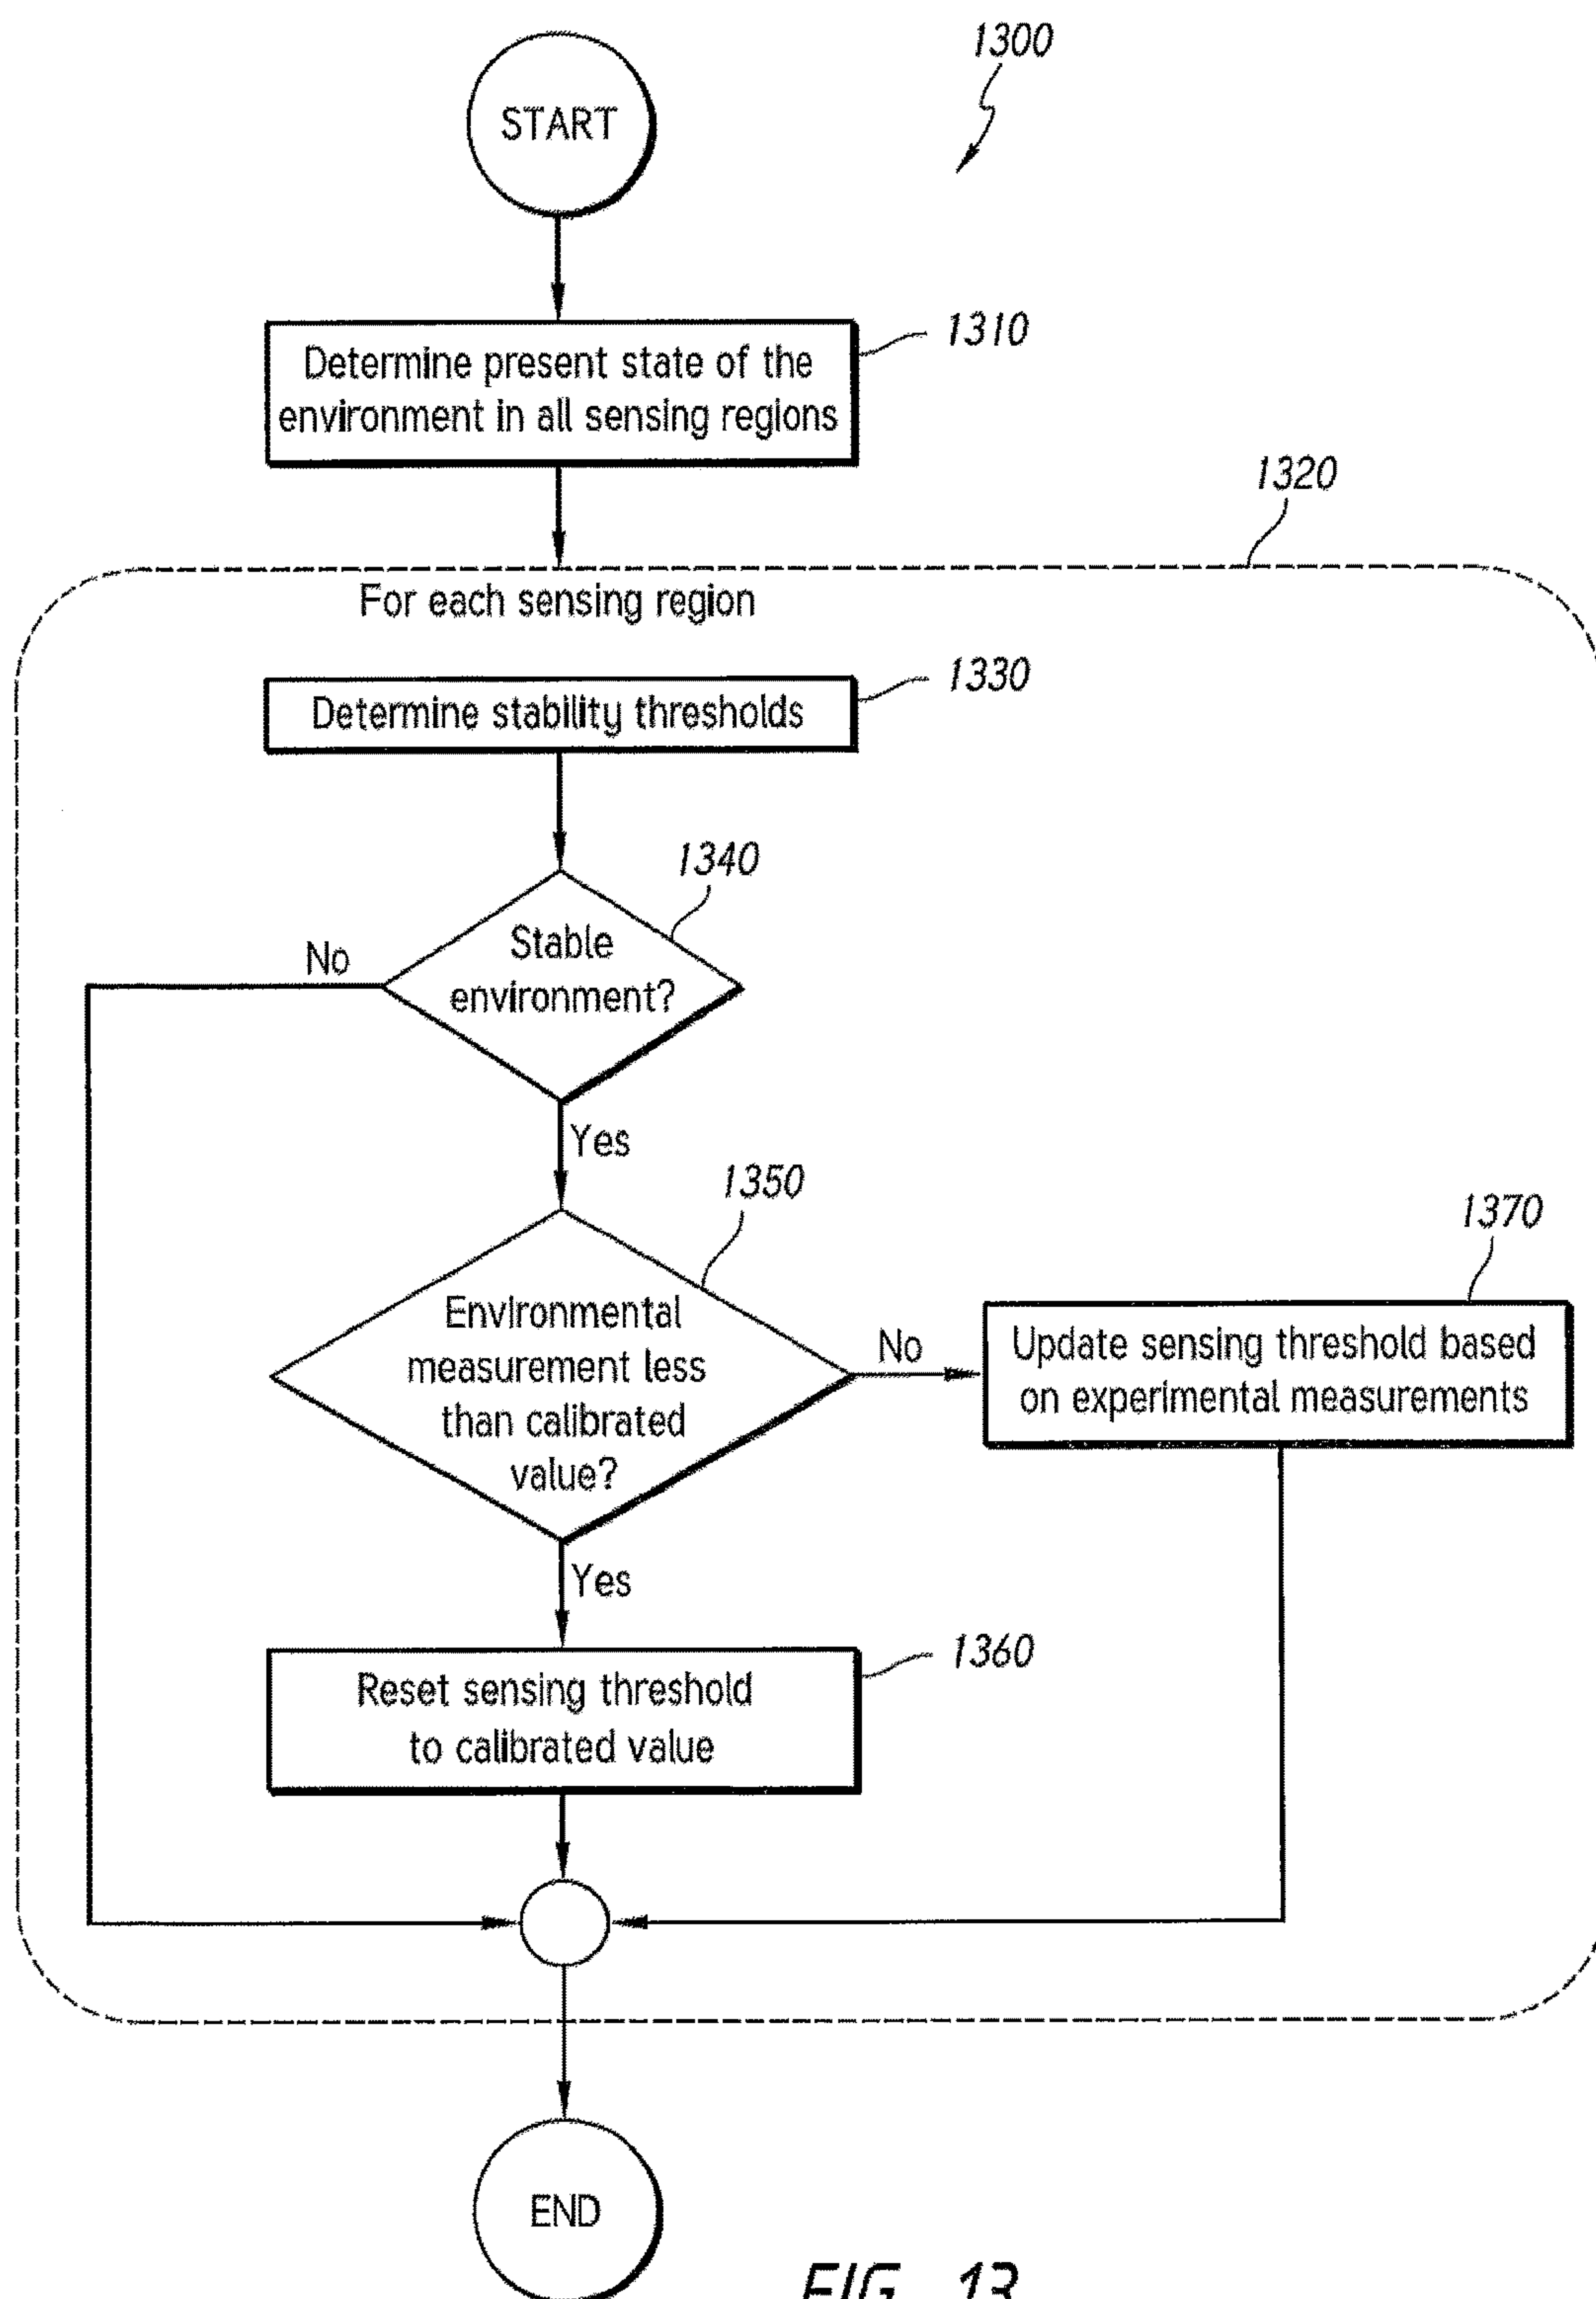 1300
START
1310
Determine present state of the
environment in all sensing regions
1320
For each sensing region
1330
Determine stability thresholds
1340
Stable
environment?
No
Yes
1350
1370
Environmental
measurement less
than calibrated
value?
No
Update sensing threshold based
on experimental measurements
Yes
1360
Reset sensing threshold
to calibrated value
END
FIG. 13